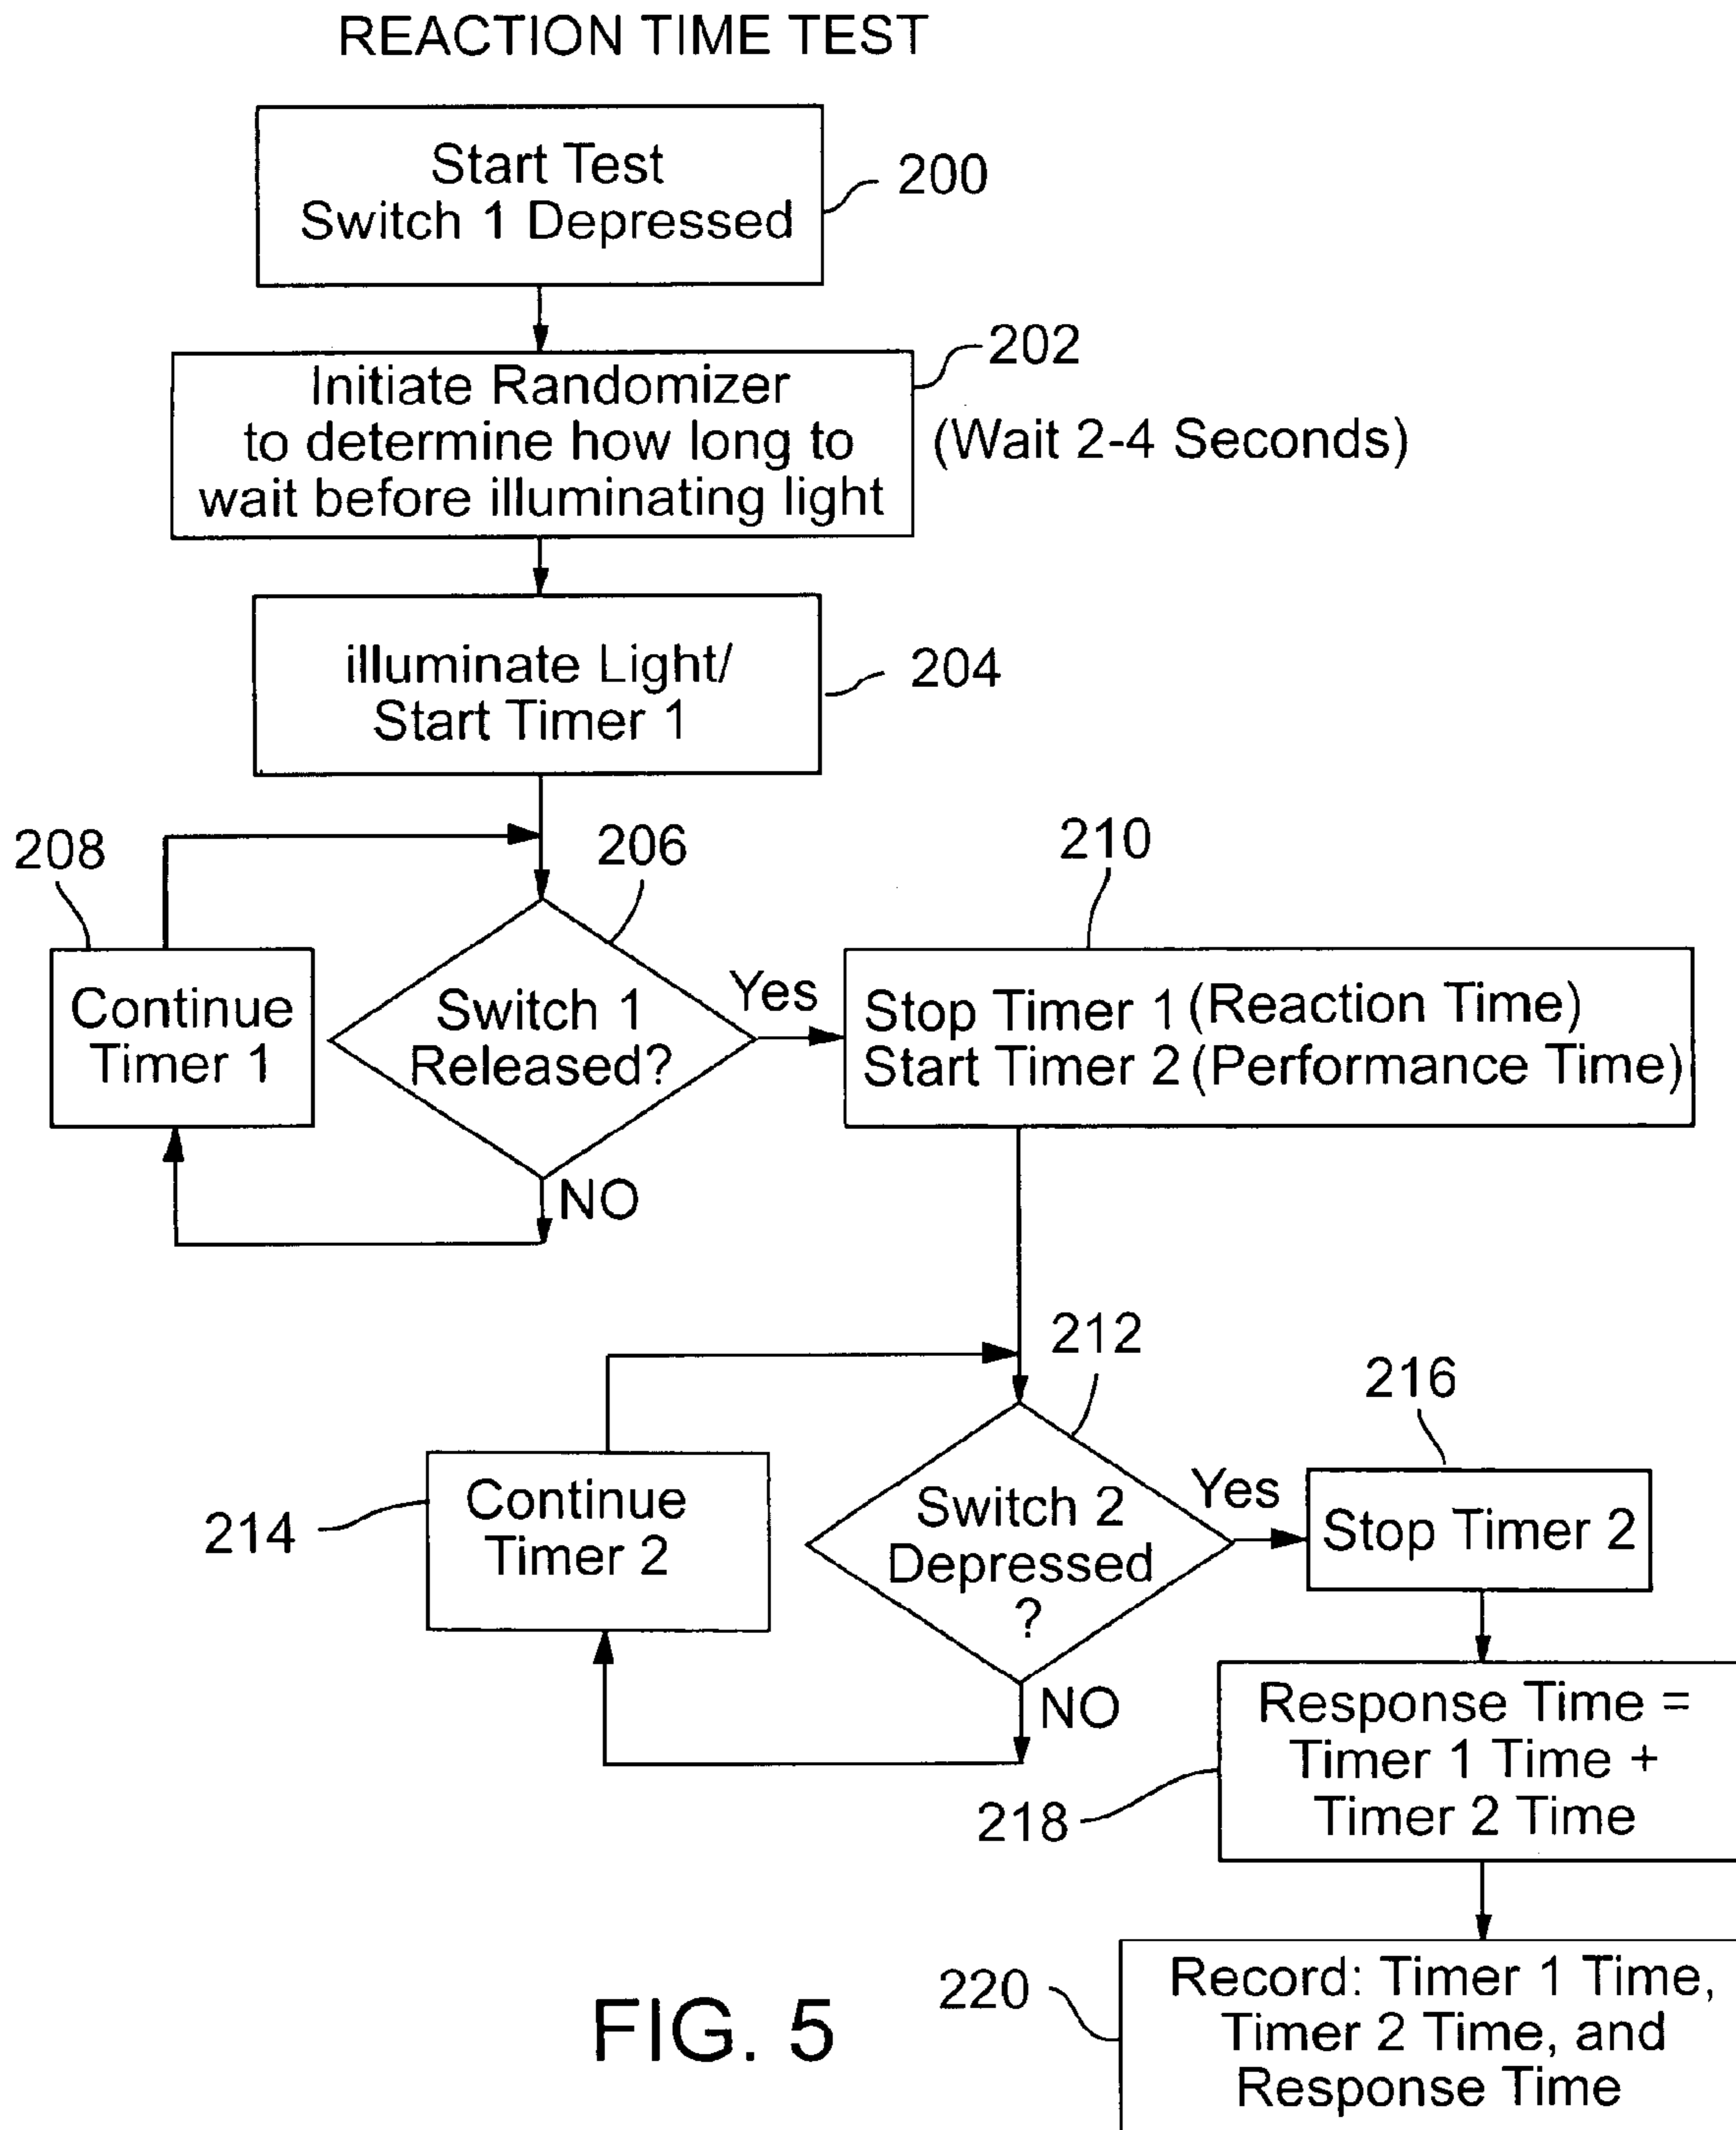 REACTION TIME TEST
Start Test
Switch 1 Depressed
200
202
Initiate Randomizer
to determine how long to
wait before illuminating light
(Wait 2-4 Seconds)
illuminate Light/
Start Timer 1
204
208
206
210
Continue
Timer 1
Switch 1
Released?
Yes
NO
Stop Timer 1 (Reaction Time)
Start Timer 2 (Performance Time)
212
216
214
Continue
Timer 2
Switch 2
Depressed
?
Yes
NO
Stop Timer 2
Response Time =
Timer 1 Time +
Timer 2 Time
218
220
Record: Timer 1 Time,
Timer 2 Time, and
Response Time
FIG. 5